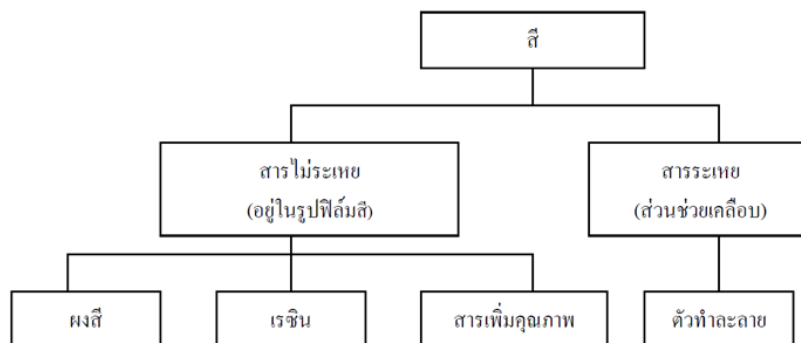 สี
สารไม่ระเหย
(อยู่ในรูปฟิล์มสี)
สารระเหย
(ส่วนช่วยเคลือบ)
ผงสี
เรซิน
สารเพิ่มคุณภาพ
ตัวทำละลาย